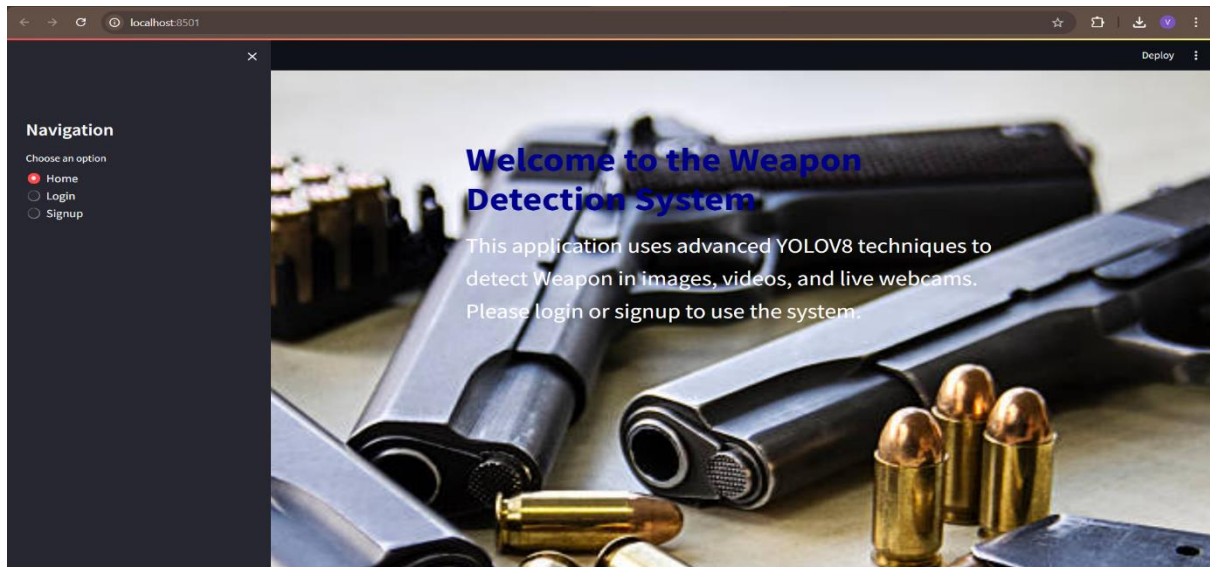 localhost:8501
Deploy
Navigation
Choose an option
Home
Login
Signup
Welcome to the Weapon
Detection System
This application uses advanced YOLOV8 techniques to
detect Weapon in images, videos, and live webcams.
Please login or signup to use the system.
V